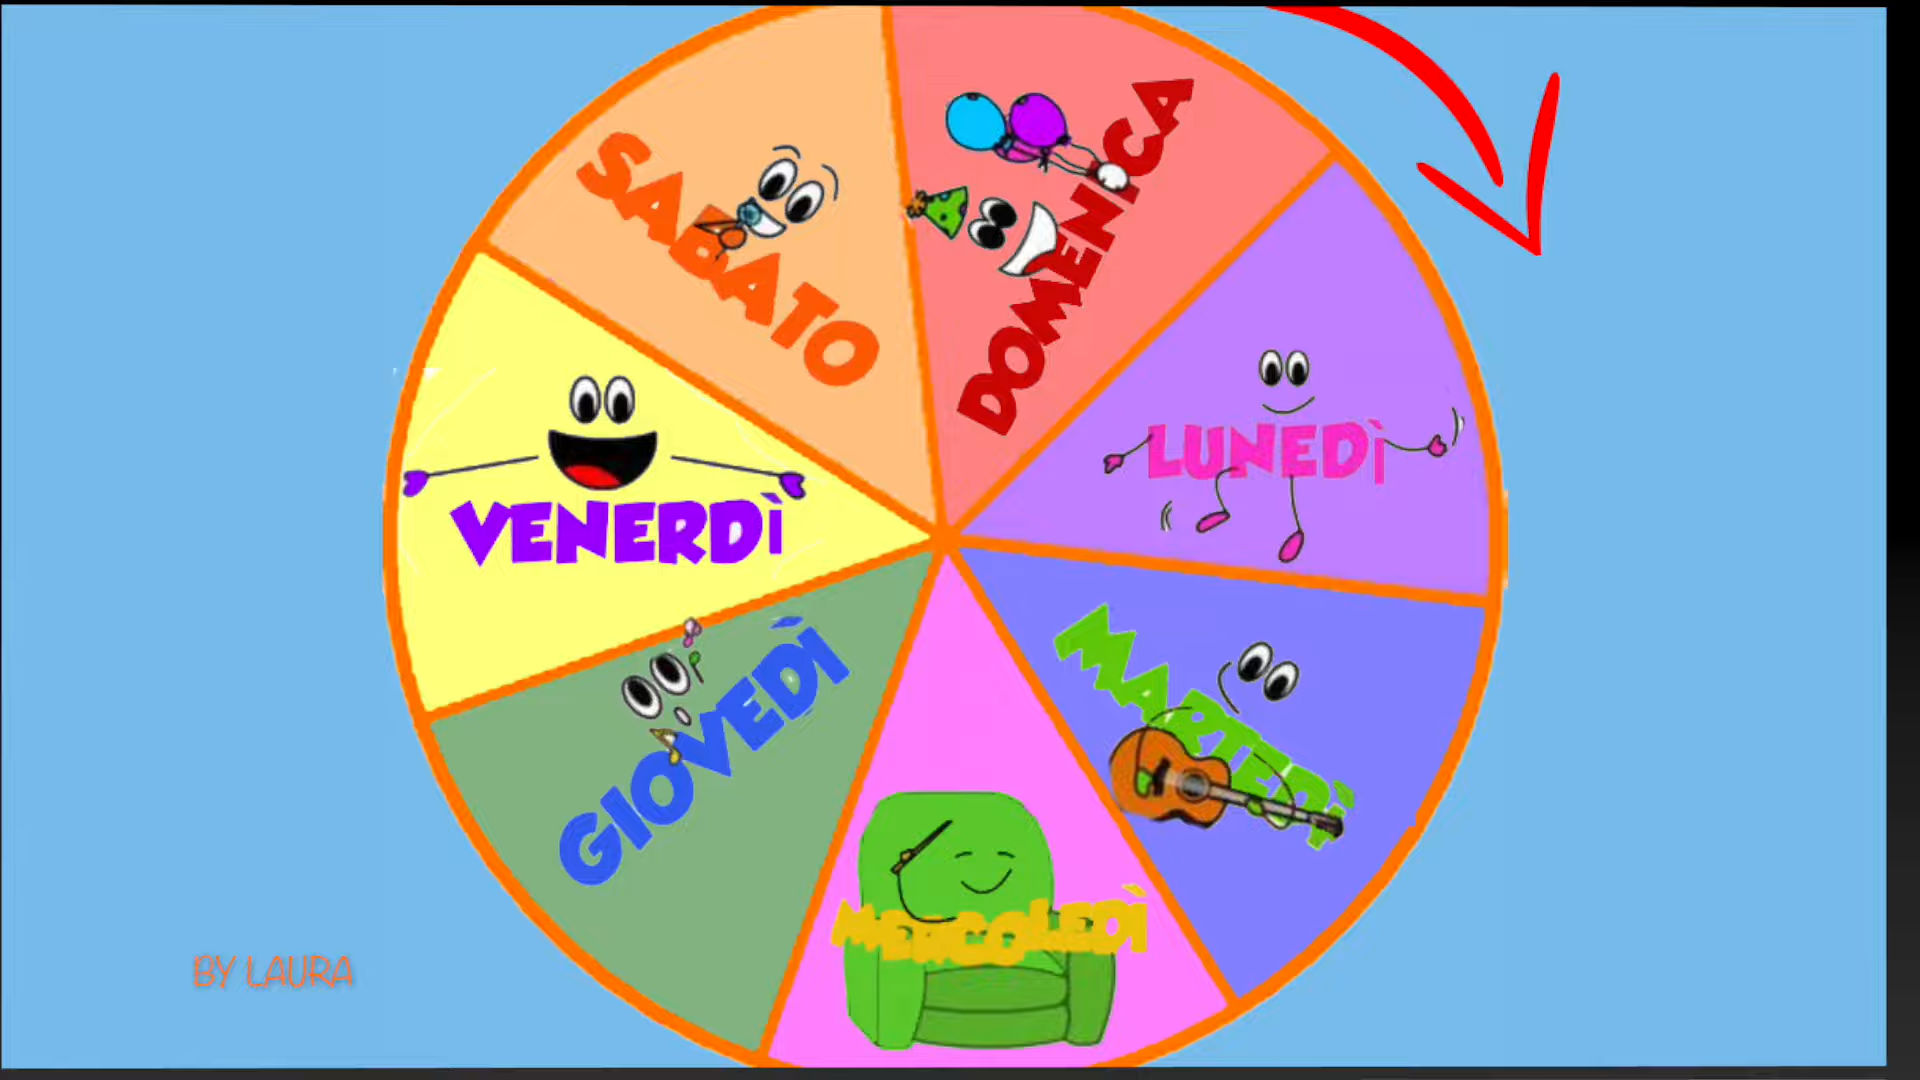 DOMENICA
LUNEDÌ
MARTEDÌ
MERCOLEDÌ
GIOVEDÌ
VENERDÌ
SABATO
BY LAURA